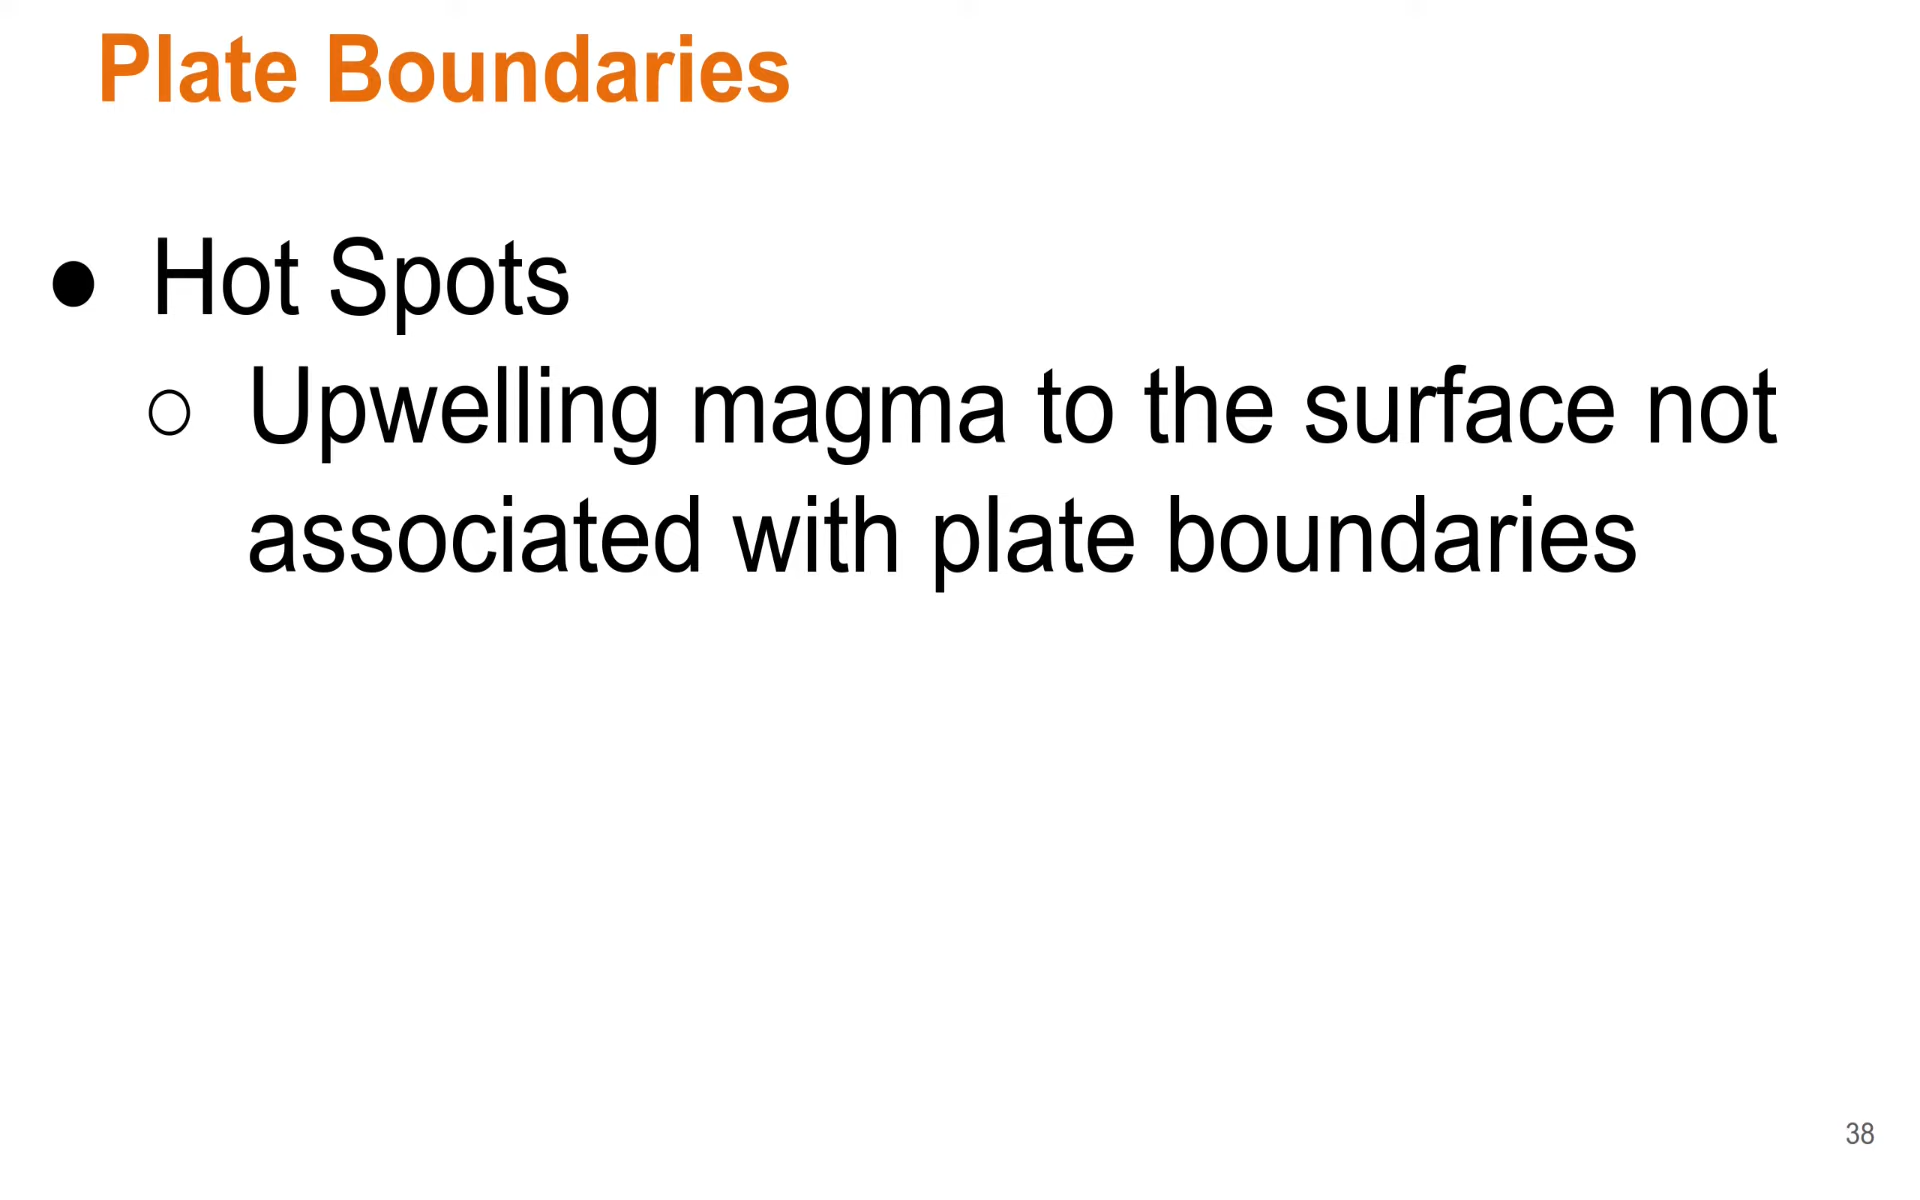 Plate Boundaries
● Hot Spots
○ Upwelling magma to the surface not
associated with plate boundaries
38